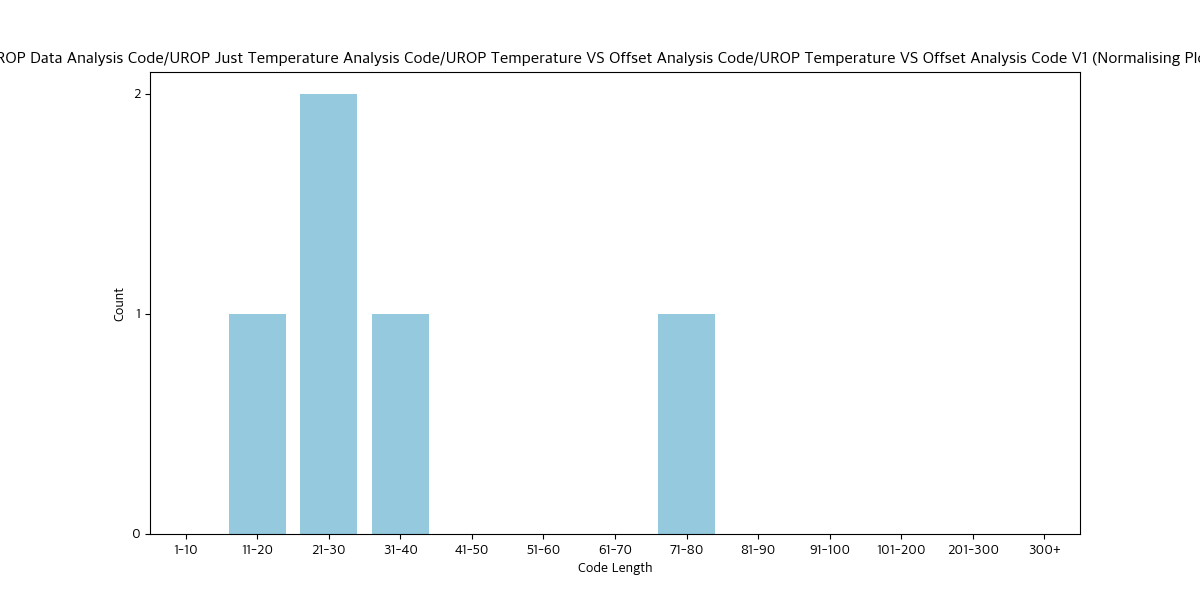 ROP Data Analysis Code/UROP Just Temperature Analysis Code/UROP Temperature VS Offset Analysis Code/UROP Temperature VS Offset Analysis Code V1 (Normalising Plo
2
1
0
Count
1-10 11-20 21-30 31-40 41-50 51-60 61-70 71-80 81-90 91-100 101-200 201-300 300+
Code Length